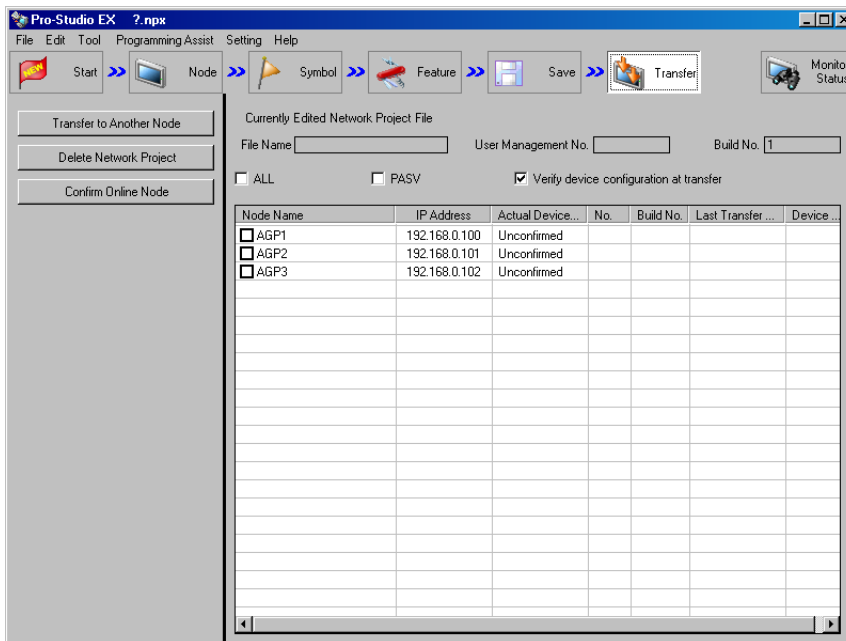 Pro-Studio EX ?.npx
File Edit Tool Programming Assist Setting Help
NEW Start Node Symbol Feature Save Transfer Monito
Status
Transfer to Another Node
Delete Network Project
Confirm Online Node
Currently Edited Network Project File
File Name User Management No. Build No. 1
ALL PASV Verify device configuration at transfer
Node Name IP Address Actual Device... No. Build No. Last Transfer ... Device ...
AGP1 192.168.0.100 Unconfirmed
AGP2 192.168.0.101 Unconfirmed
AGP3 192.168.0.102 Unconfirmed